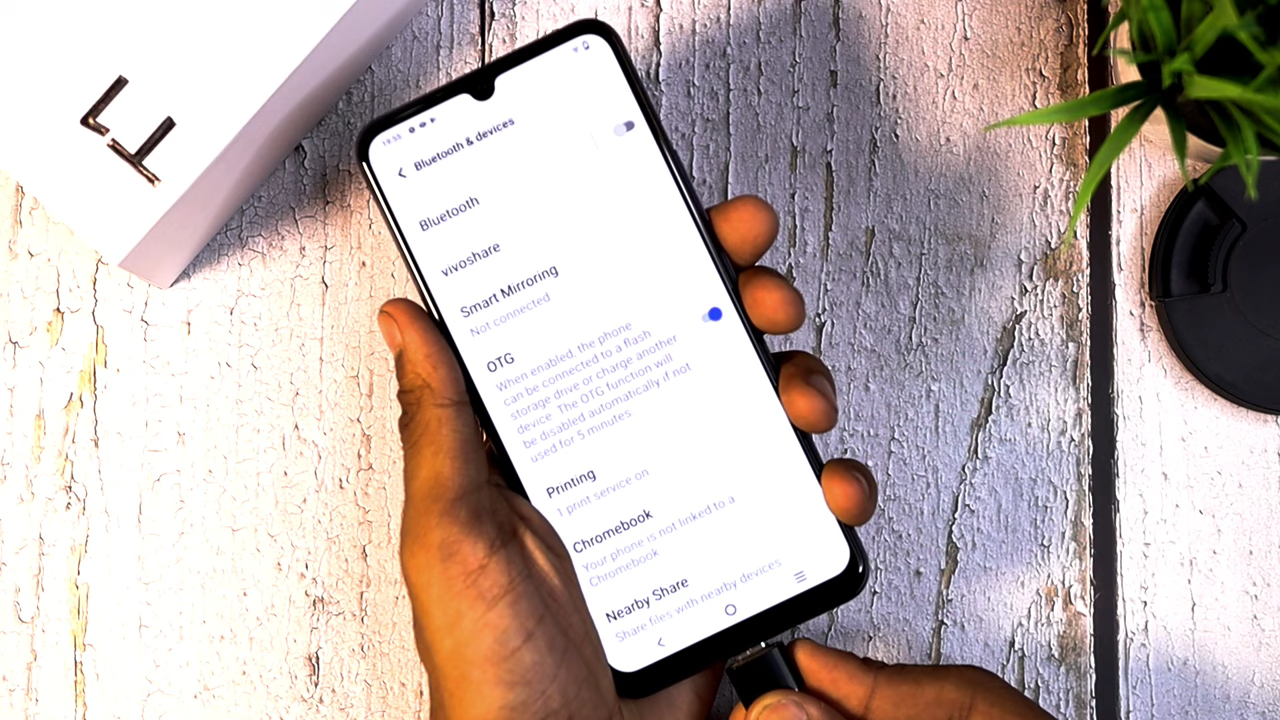 19:55
Bluetooth & devices
Bluetooth
vivoshare
Smart Mirroring
Not connected
OTG
When enabled, the phone
can be connected to a flash
storage drive or charge another
device. The OTG function will
be disabled automatically if not
used for 5 minutes.
Printing
1 print service on
Chromebook
Your phone is not linked to a
Chromebook
Nearby Share
Share files with nearby devices